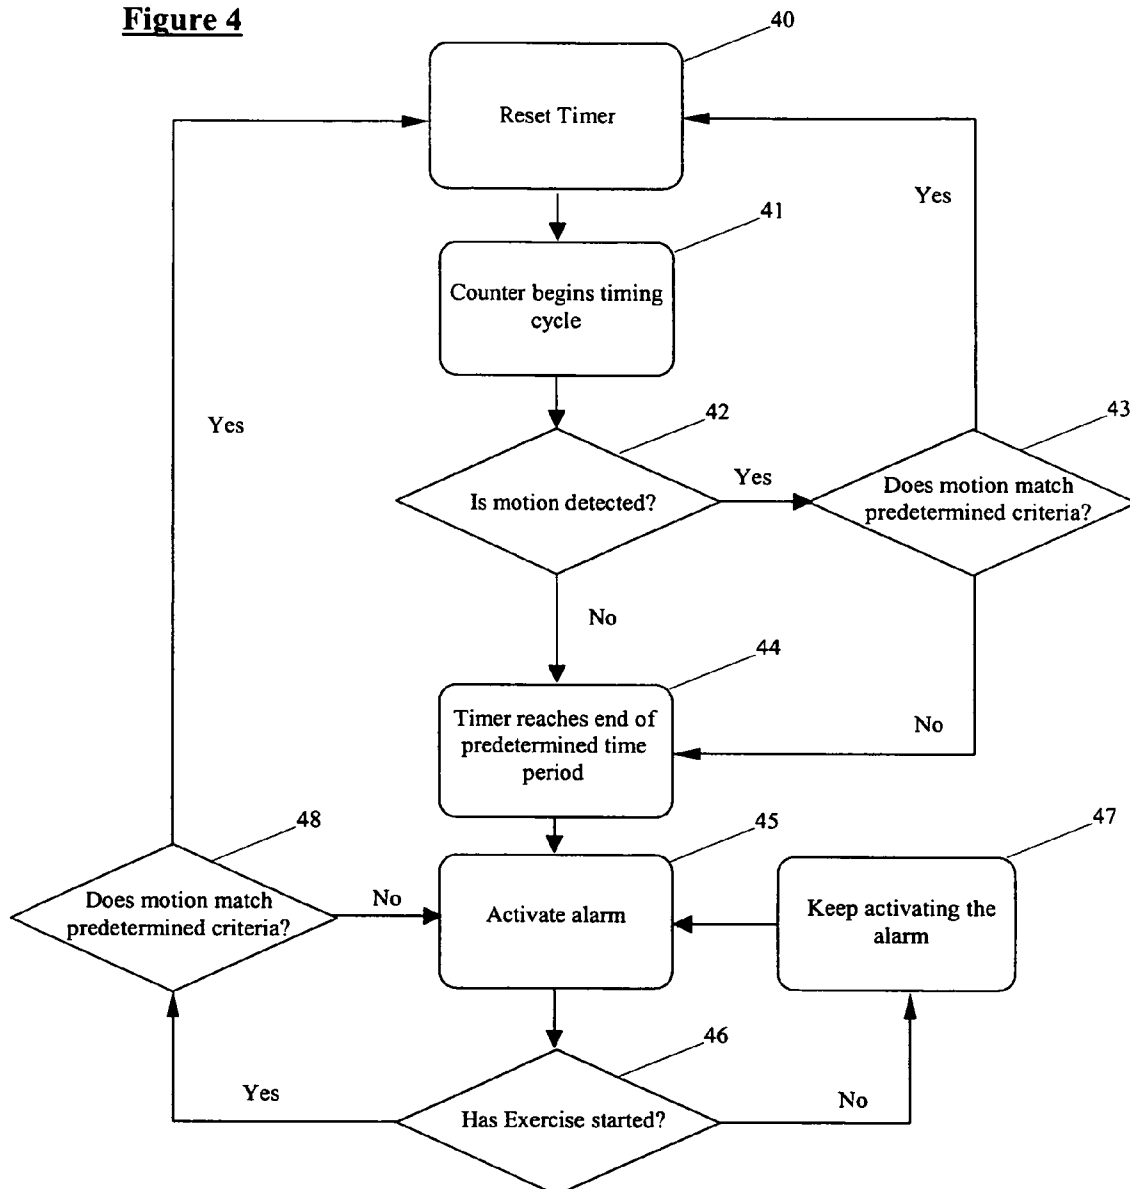 Figure 4
40
Reset Timer
Yes
41
Counter begins timing
cycle
Yes
42
43
Is motion detected?
Yes
Does motion match
predetermined criteria?
No
44
Timer reaches end of
predetermined time
period
No
48
45
47
Does motion match
predetermined criteria?
No
Activate alarm
Keep activating the
alarm
46
Yes
Has Exercise started?
No